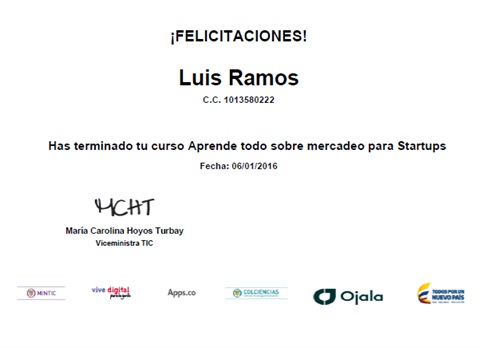 ¡FELICITACIONES!
Luis Ramos
C.C. 1013580222
Has terminado tu curso Aprende todo sobre mercadeo para Startups
Fecha: 06/01/2016
MCHT
Maria Carolina Hoyos Turbay
Viceministra TIC
MINTIC
vive digital
para la gente
Apps.co
COLCIENCIAS
Ojala
TODOS POR UN
NUEVO PAÍS